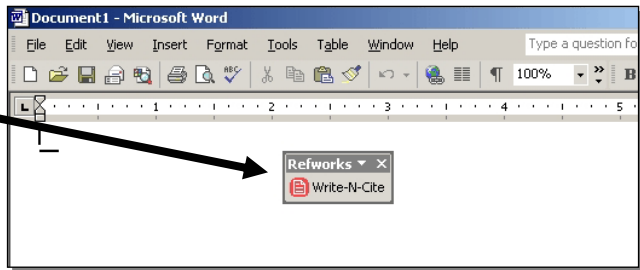 Document1 - Microsoft Word
File Edit View Insert Format Tools Table Window Help Type a question fo
ABC ¶ 100% B
L 1 2 3 4 5
Refworks
Write-N-Cite